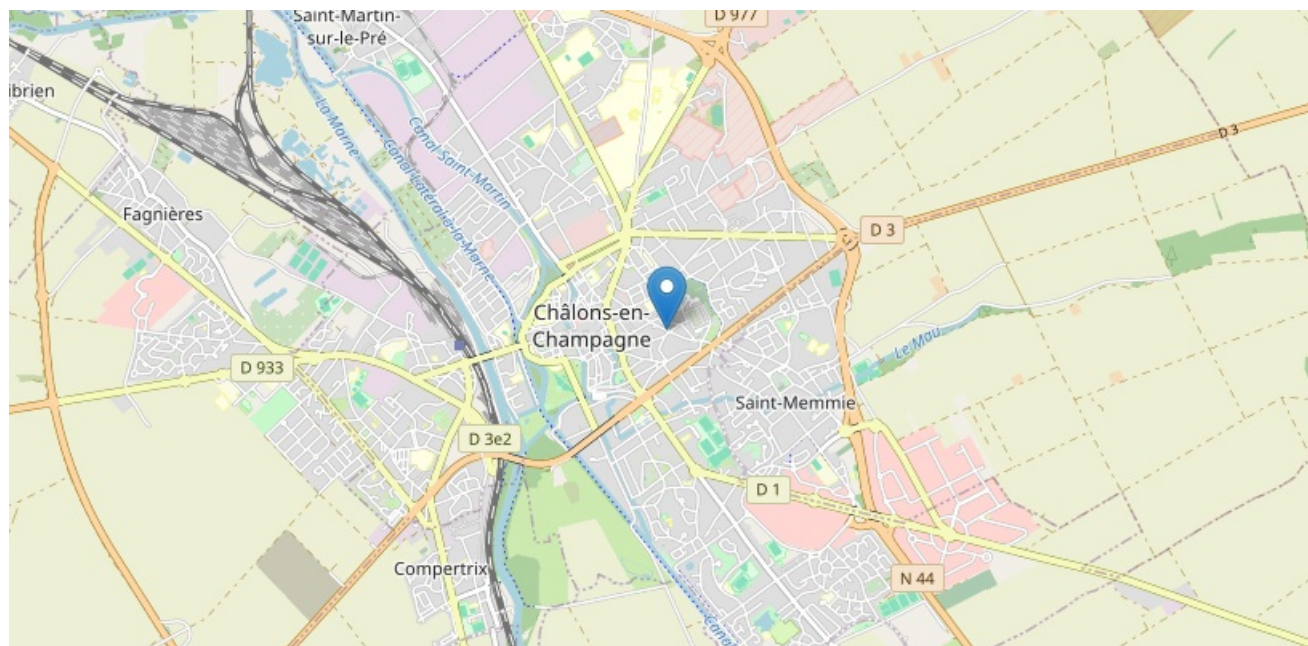 D 977
Saint-Martin-
sur-le-Pré
ibrien
La Marne
Canal Saint-Martin
Canal Latéral à la Marne
D 3
Fagnières
D 3
Châlons-en-
Champagne
Le Mau
D 933
Saint-Memmie
D 3e2
D 1
Compertrix
N 44
Canal